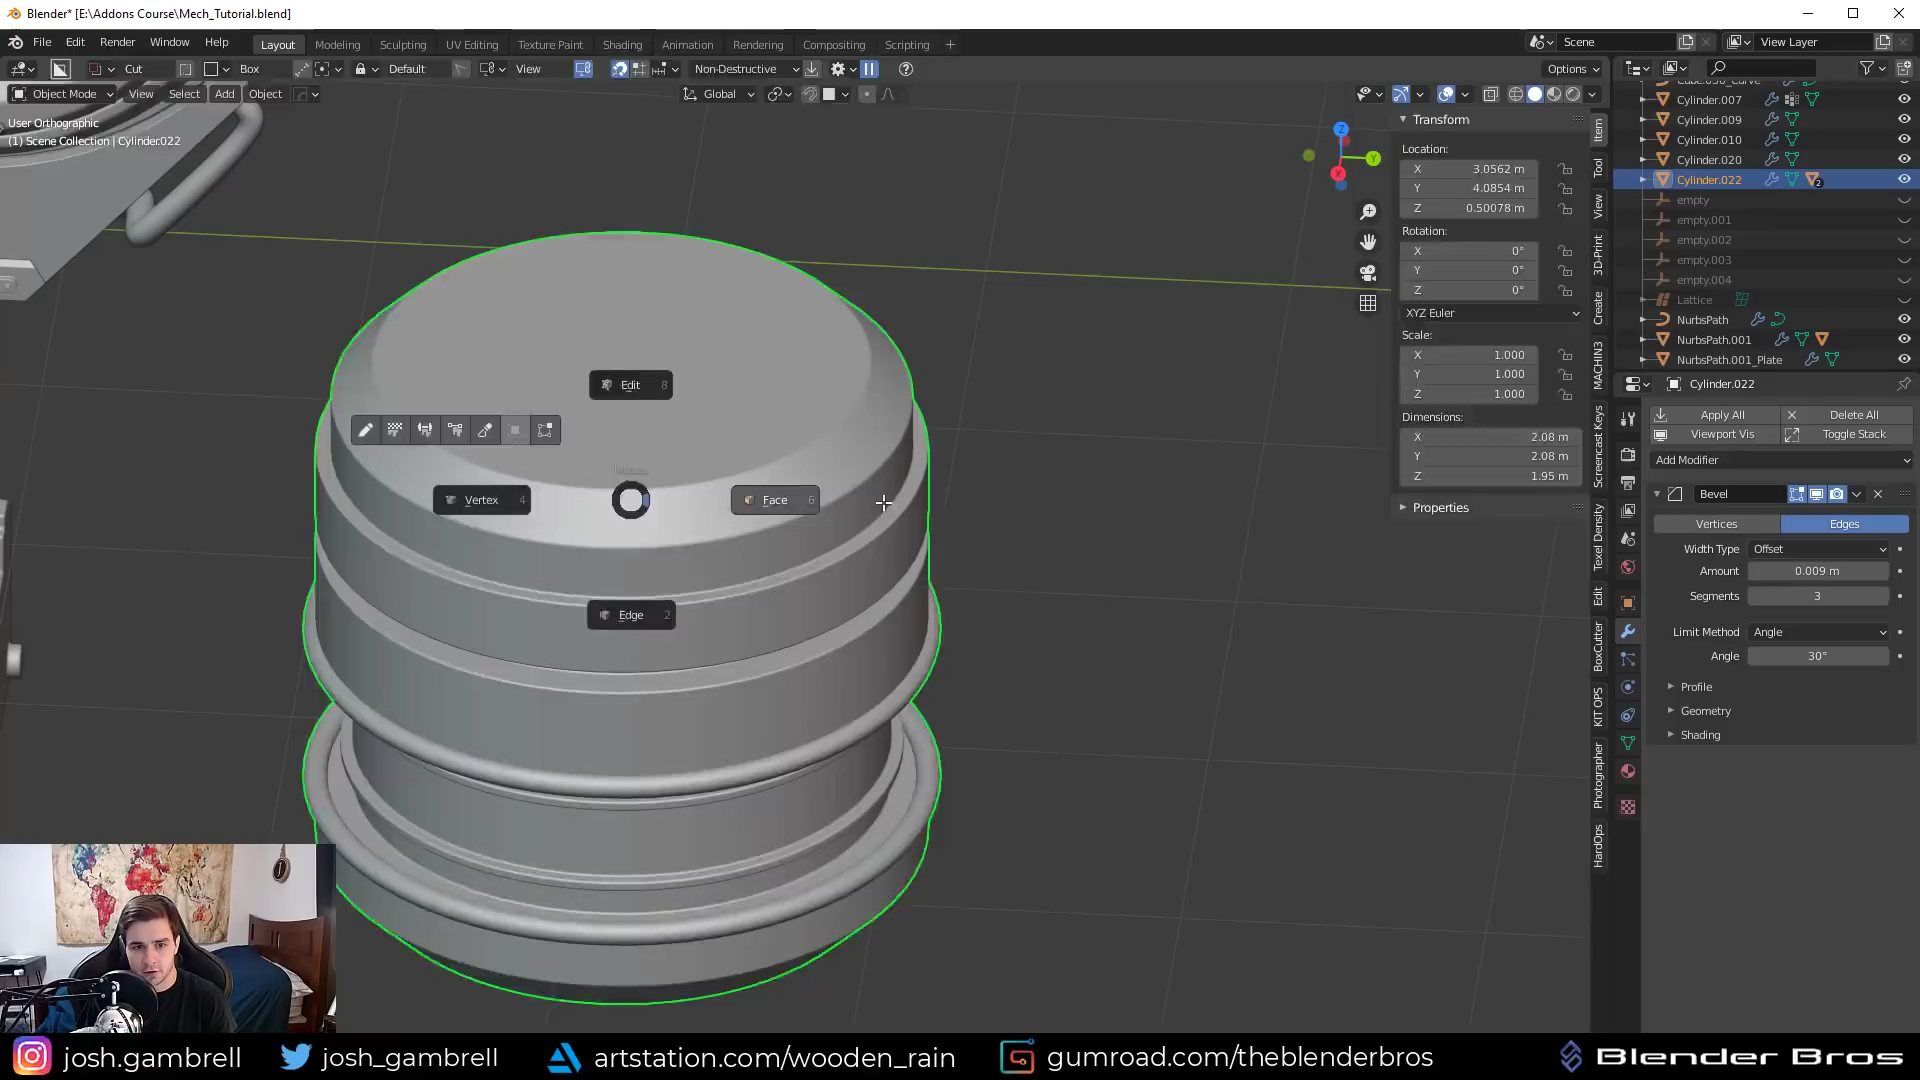 Blender* [E:\Addons Course\Mech_Tutorial.blend]
File Edit Render Window Help
Layout Modeling Sculpting UV Editing Texture Paint Shading Animation Rendering Compositing Scripting +
Scene
View Layer
Cut Box Default View Non-Destructive Options
Object Mode View Select Add Object Global
User Orthographic
(1) Scene Collection | Cylinder.022
Edit 8
Vertex 4
Face 6
Edge 2
Transform
Location:
X 3.0562 m
Y 4.0854 m
Z 0.50078 m
Rotation:
X 0°
Y 0°
Z 0°
XYZ Euler
Scale:
X 1.000
Y 1.000
Z 1.000
Dimensions:
X 2.08 m
Y 2.08 m
Z 1.95 m
Properties
Item
Tool
View
3D-Print
Create
MACHIN3
Screencast Keys
Texel Density
Edit
BoxCutter
KIT OPS
Photographer
HardOps
Z
Y
X
Cylinder.007
Cylinder.009
Cylinder.010
Cylinder.020
Cylinder.022 2
empty
empty.001
empty.002
empty.003
empty.004
Lattice
NurbsPath
NurbsPath.001
NurbsPath.001_Plate
Cylinder.022
Apply All Delete All
Viewport Vis Toggle Stack
Add Modifier
Bevel
Vertices Edges
Width Type Offset
Amount 0.009 m
Segments 3
Limit Method Angle
Angle 30°
Profile
Geometry
Shading
josh.gambrell josh_gambrell artstation.com/wooden_rain gumroad.com/theblenderbros Blender Bros